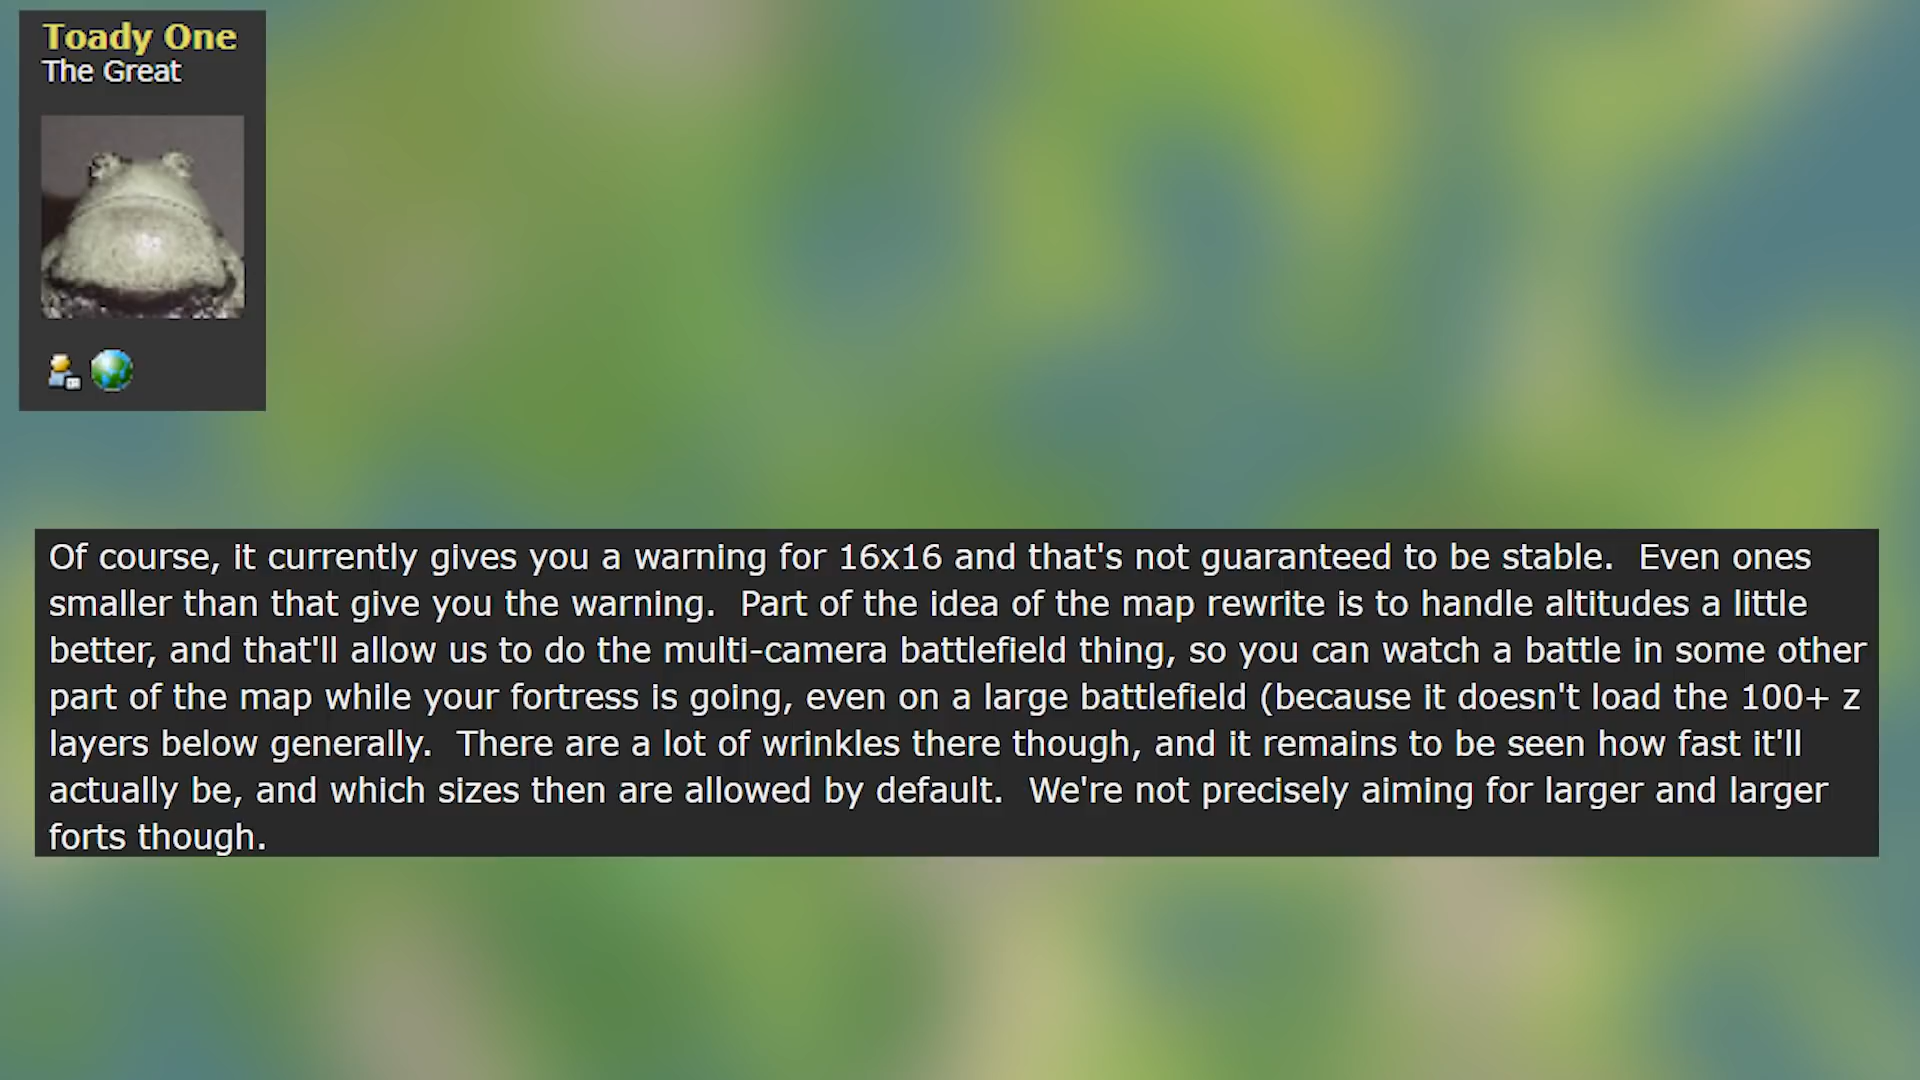 Toady One
The Great
Of course, it currently gives you a warning for 16x16 and that's not guaranteed to be stable.  Even ones
smaller than that give you the warning.  Part of the idea of the map rewrite is to handle altitudes a little
better, and that'll allow us to do the multi-camera battlefield thing, so you can watch a battle in some other
part of the map while your fortress is going, even on a large battlefield (because it doesn't load the 100+ z
layers below generally.  There are a lot of wrinkles there though, and it remains to be seen how fast it'll
actually be, and which sizes then are allowed by default.  We're not precisely aiming for larger and larger
forts though.